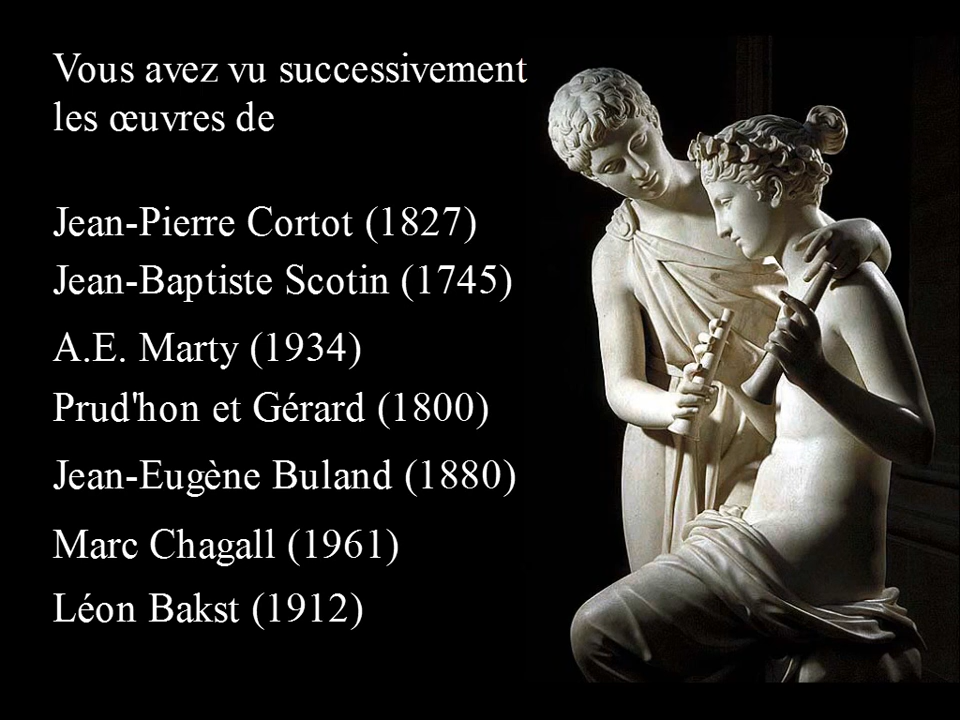 Vous avez vu successivement
les œuvres de
Jean-Pierre Cortot (1827)
Jean-Baptiste Scotin (1745)
A.E. Marty (1934)
Prud'hon et Gérard (1800)
Jean-Eugène Buland (1880)
Marc Chagall (1961)
Léon Bakst (1912)